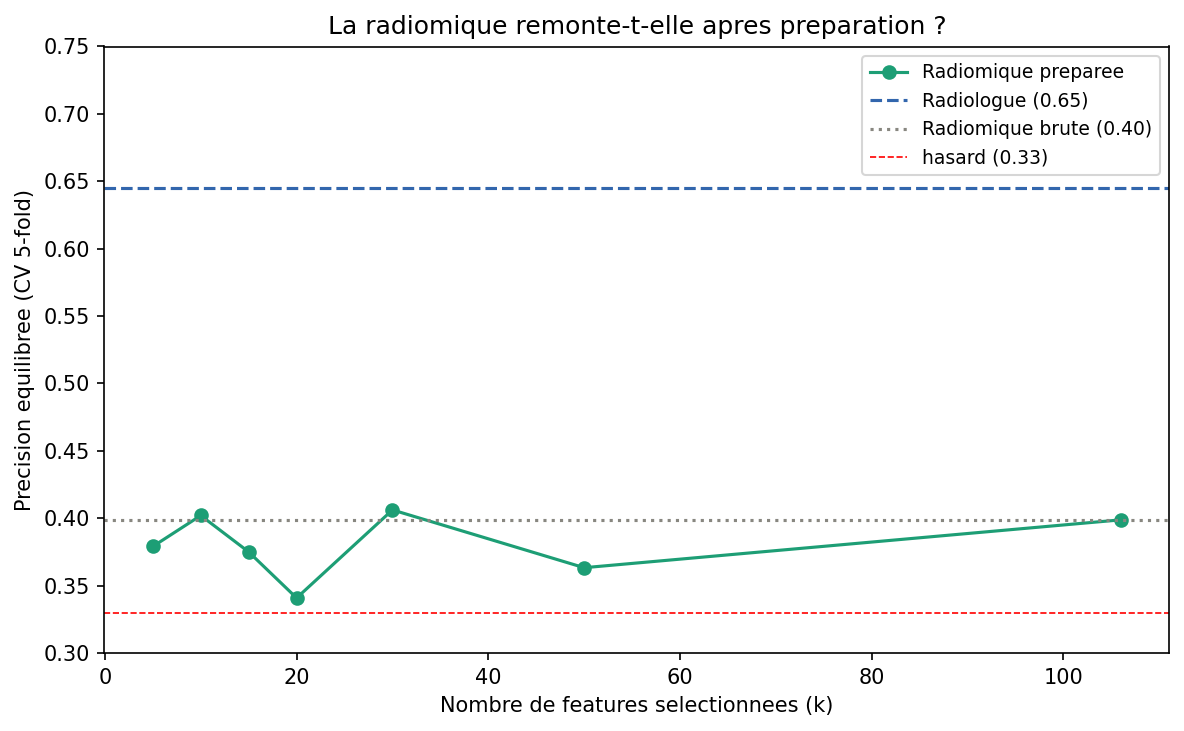 La radiomique remonte-t-elle apres preparation ?
Radiomique preparee
Radiologue (0.65)
Radiomique brute (0.40)
hasard (0.33)
Precision equilibree (CV 5-fold)
0.75
0.70
0.65
0.60
0.55
0.50
0.45
0.40
0.35
0.30
0 20 40 60 80 100
Nombre de features selectionnees (k)